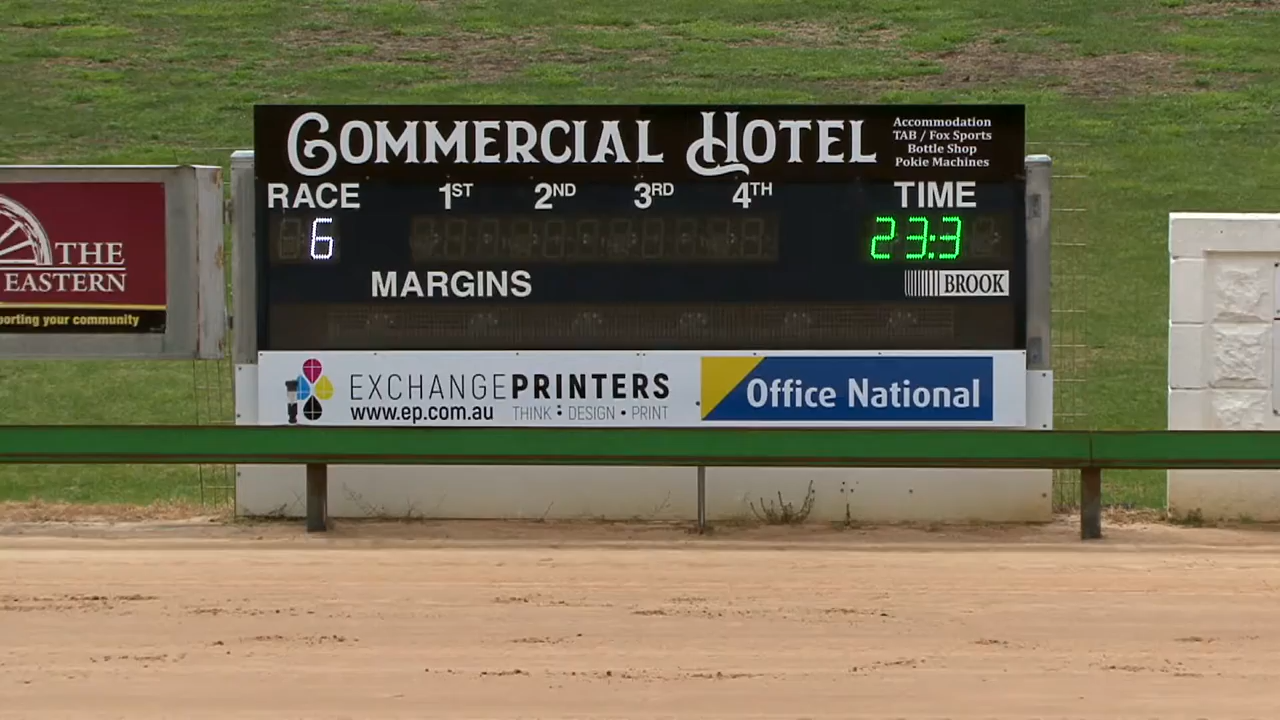 COMMERCIAL HOTEL
Accommodation
TAB / Fox Sports
Bottle Shop
Pokie Machines
RACE 1ST 2ND 3RD 4TH TIME
6 23:3
MARGINS
BROOK
THE
EASTERN
porting your community
EXCHANGEPRINTERS
www.ep.com.au THINK : DESIGN • PRINT
Office National